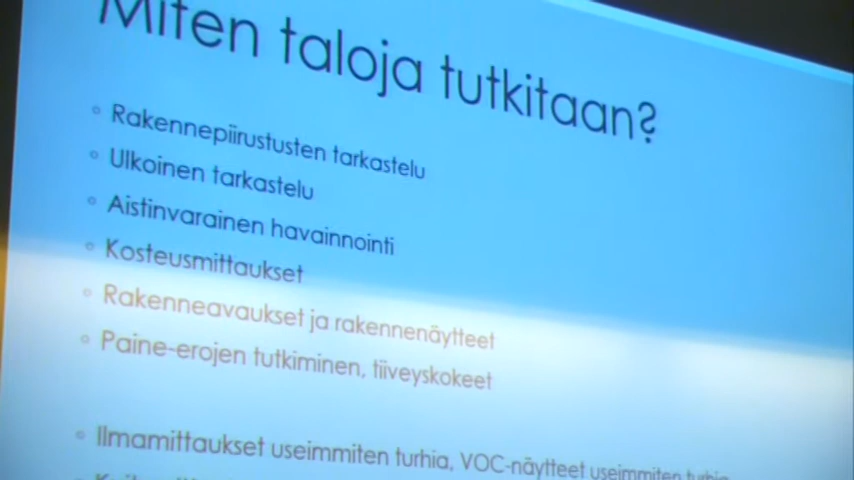 Miten taloja tutkitaan?
Rakennepiirustusten tarkastelu
Ulkoinen tarkastelu
Aistinvarainen havainnointi
Kosteusmittaukset
Rakenneavaukset ja rakennenäytteet
Paine-erojen tutkiminen, tiiveyskokeet
Ilmamittaukset useimmiten turhia, VOC-näytteet useimmiten turhia